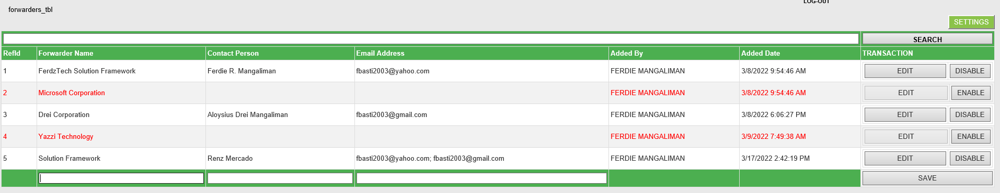 LOG-OUT
forwarders_tbl
SETTINGS
SEARCH
RefId Forwarder Name Contact Person Email Address Added By Added Date TRANSACTION
1 FerdzTech Solution Framework Ferdie R. Mangaliman fbasti2003@yahoo.com FERDIE MANGALIMAN 3/8/2022 9:54:46 AM EDIT DISABLE
2 Microsoft Corporation FERDIE MANGALIMAN 3/8/2022 9:54:46 AM EDIT ENABLE
3 Drei Corporation Aloysius Drei Mangaliman fbasti2003@gmail.com FERDIE MANGALIMAN 3/8/2022 6:06:27 PM EDIT DISABLE
4 Yazzi Technology FERDIE MANGALIMAN 3/9/2022 7:49:38 AM EDIT ENABLE
5 Solution Framework Renz Mercado fbasti2003@yahoo.com; fbasti2003@gmail.com FERDIE MANGALIMAN 3/17/2022 2:42:19 PM EDIT DISABLE
SAVE